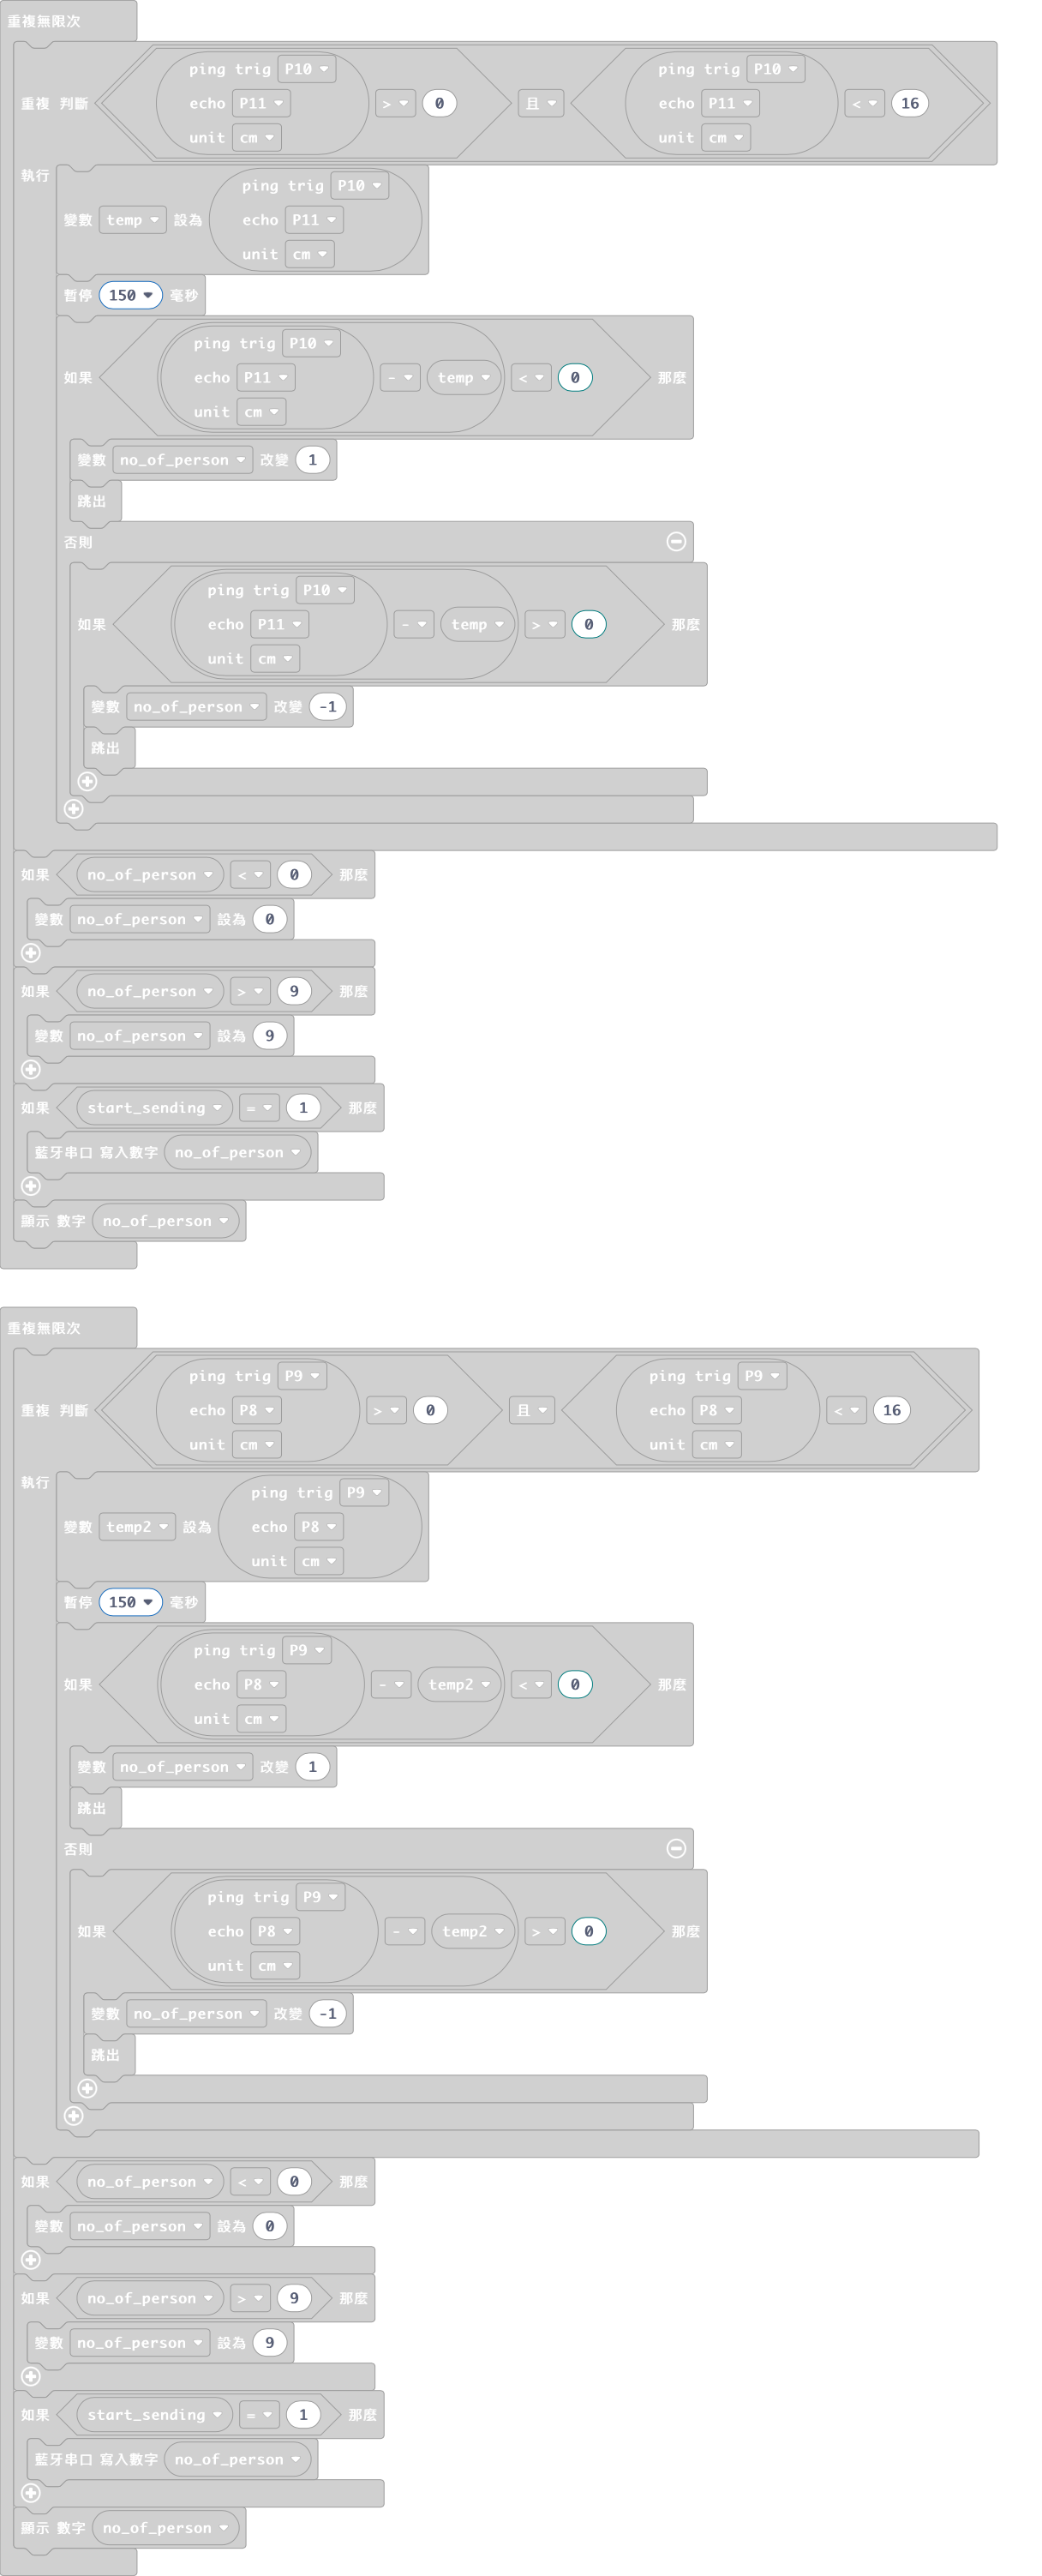 重複無限次
ping trig P10 ping trig P10
重複 判斷 echo P11 > 0 且 echo P11 < 16
unit cm unit cm
執行
ping trig P10
變數 temp 設為 echo P11
unit cm
暫停 150 毫秒
ping trig P10
如果 echo P11 - temp < 0 那麼
unit cm
變數 no_of_person 改變 1
跳出
否則
ping trig P10
如果 echo P11 - temp > 0 那麼
unit cm
變數 no_of_person 改變 -1
跳出
如果 no_of_person < 0 那麼
變數 no_of_person 設為 0
如果 no_of_person > 9 那麼
變數 no_of_person 設為 9
如果 start_sending = 1 那麼
藍牙串口 寫入數字 no_of_person
顯示 數字 no_of_person
重複無限次
ping trig P9 ping trig P9
重複 判斷 echo P8 > 0 且 echo P8 < 16
unit cm unit cm
執行
ping trig P9
變數 temp2 設為 echo P8
unit cm
暫停 150 毫秒
ping trig P9
如果 echo P8 - temp2 < 0 那麼
unit cm
變數 no_of_person 改變 1
跳出
否則
ping trig P9
如果 echo P8 - temp2 > 0 那麼
unit cm
變數 no_of_person 改變 -1
跳出
如果 no_of_person < 0 那麼
變數 no_of_person 設為 0
如果 no_of_person > 9 那麼
變數 no_of_person 設為 9
如果 start_sending = 1 那麼
藍牙串口 寫入數字 no_of_person
顯示 數字 no_of_person